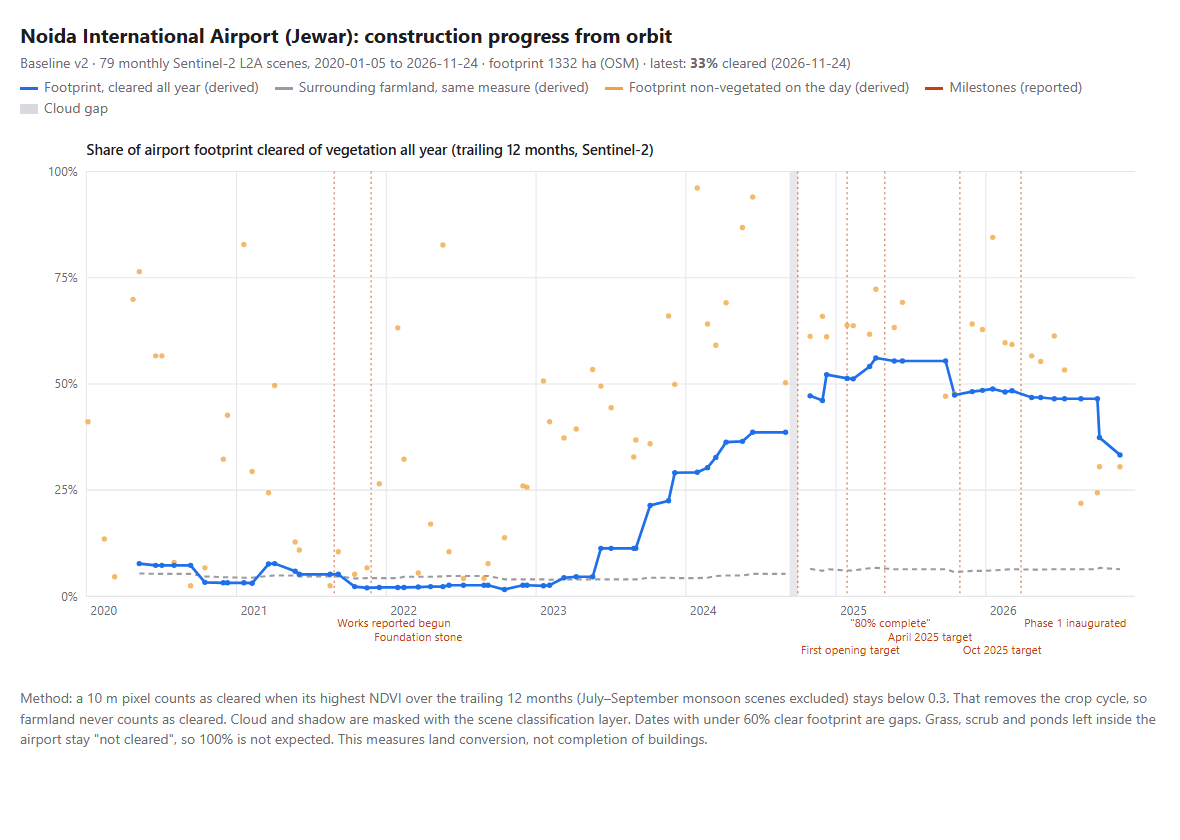 Noida International Airport (Jewar): construction progress from orbit
Baseline v2 · 79 monthly Sentinel-2 L2A scenes, 2020-01-05 to 2026-11-24 · footprint 1332 ha (OSM) · latest: 33% cleared (2026-11-24)
Footprint, cleared all year (derived)
Surrounding farmland, same measure (derived)
Footprint non-vegetated on the day (derived)
Milestones (reported)
Cloud gap
Share of airport footprint cleared of vegetation all year (trailing 12 months, Sentinel-2)
100%
75%
50%
25%
0%
2020
2021
2022
2023
2024
2025
2026
Works reported begun
"80% complete"
Phase 1 inaugurated
Foundation stone
April 2025 target
First opening target
Oct 2025 target
Method: a 10 m pixel counts as cleared when its highest NDVI over the trailing 12 months (July–September monsoon scenes excluded) stays below 0.3. That removes the crop cycle, so
farmland never counts as cleared. Cloud and shadow are masked with the scene classification layer. Dates with under 60% clear footprint are gaps. Grass, scrub and ponds left inside the
airport stay "not cleared", so 100% is not expected. This measures land conversion, not completion of buildings.